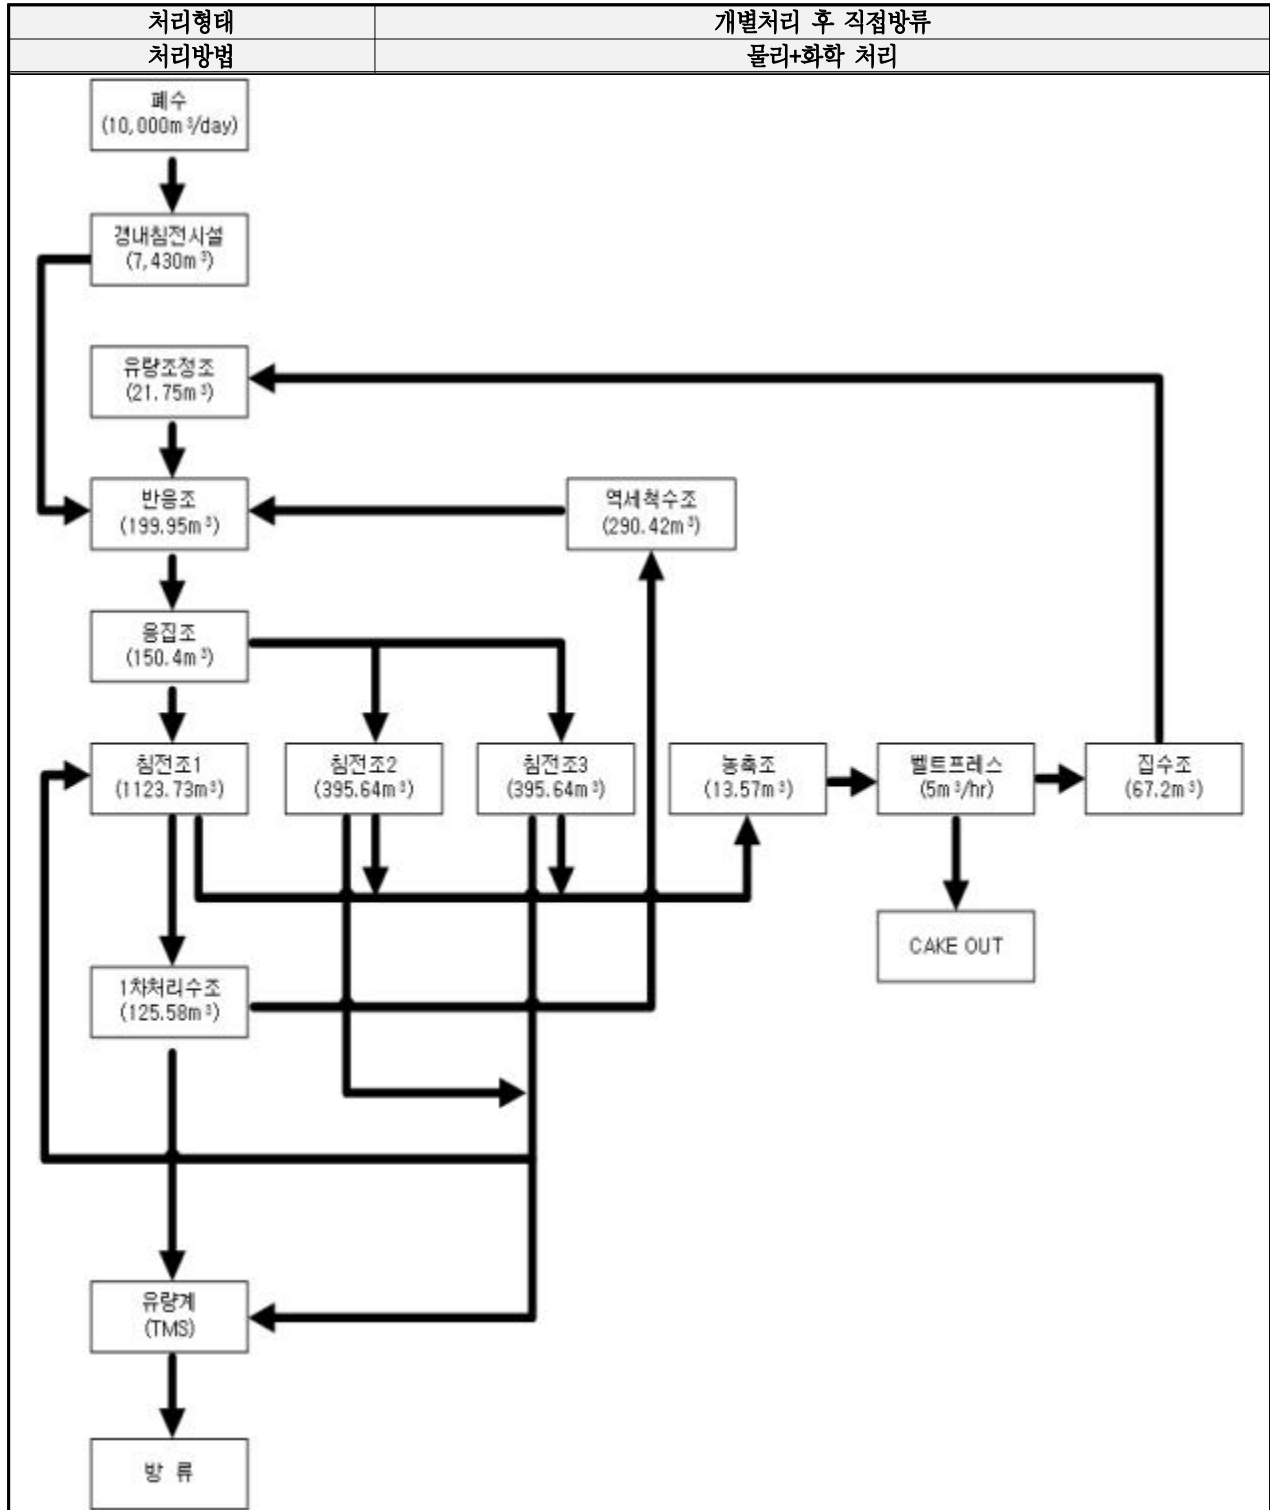 처리형태
개별처리 후 직접방류
처리방법
물리+화학 처리
폐수
(10,000m³/day)
갱내침전시설
(7,430m³)
유량조정조
(21.75m³)
반응조
(199.95m³)
역세척수조
(290.42m³)
응집조
(150.4m³)
침전조1
(1123.73m³)
침전조2
(395.64m³)
침전조3
(395.64m³)
농축조
(13.57m³)
벨트프레스
(5m³/hr)
집수조
(67.2m³)
CAKE OUT
1차처리수조
(125.58m³)
유량계
(TMS)
방 류